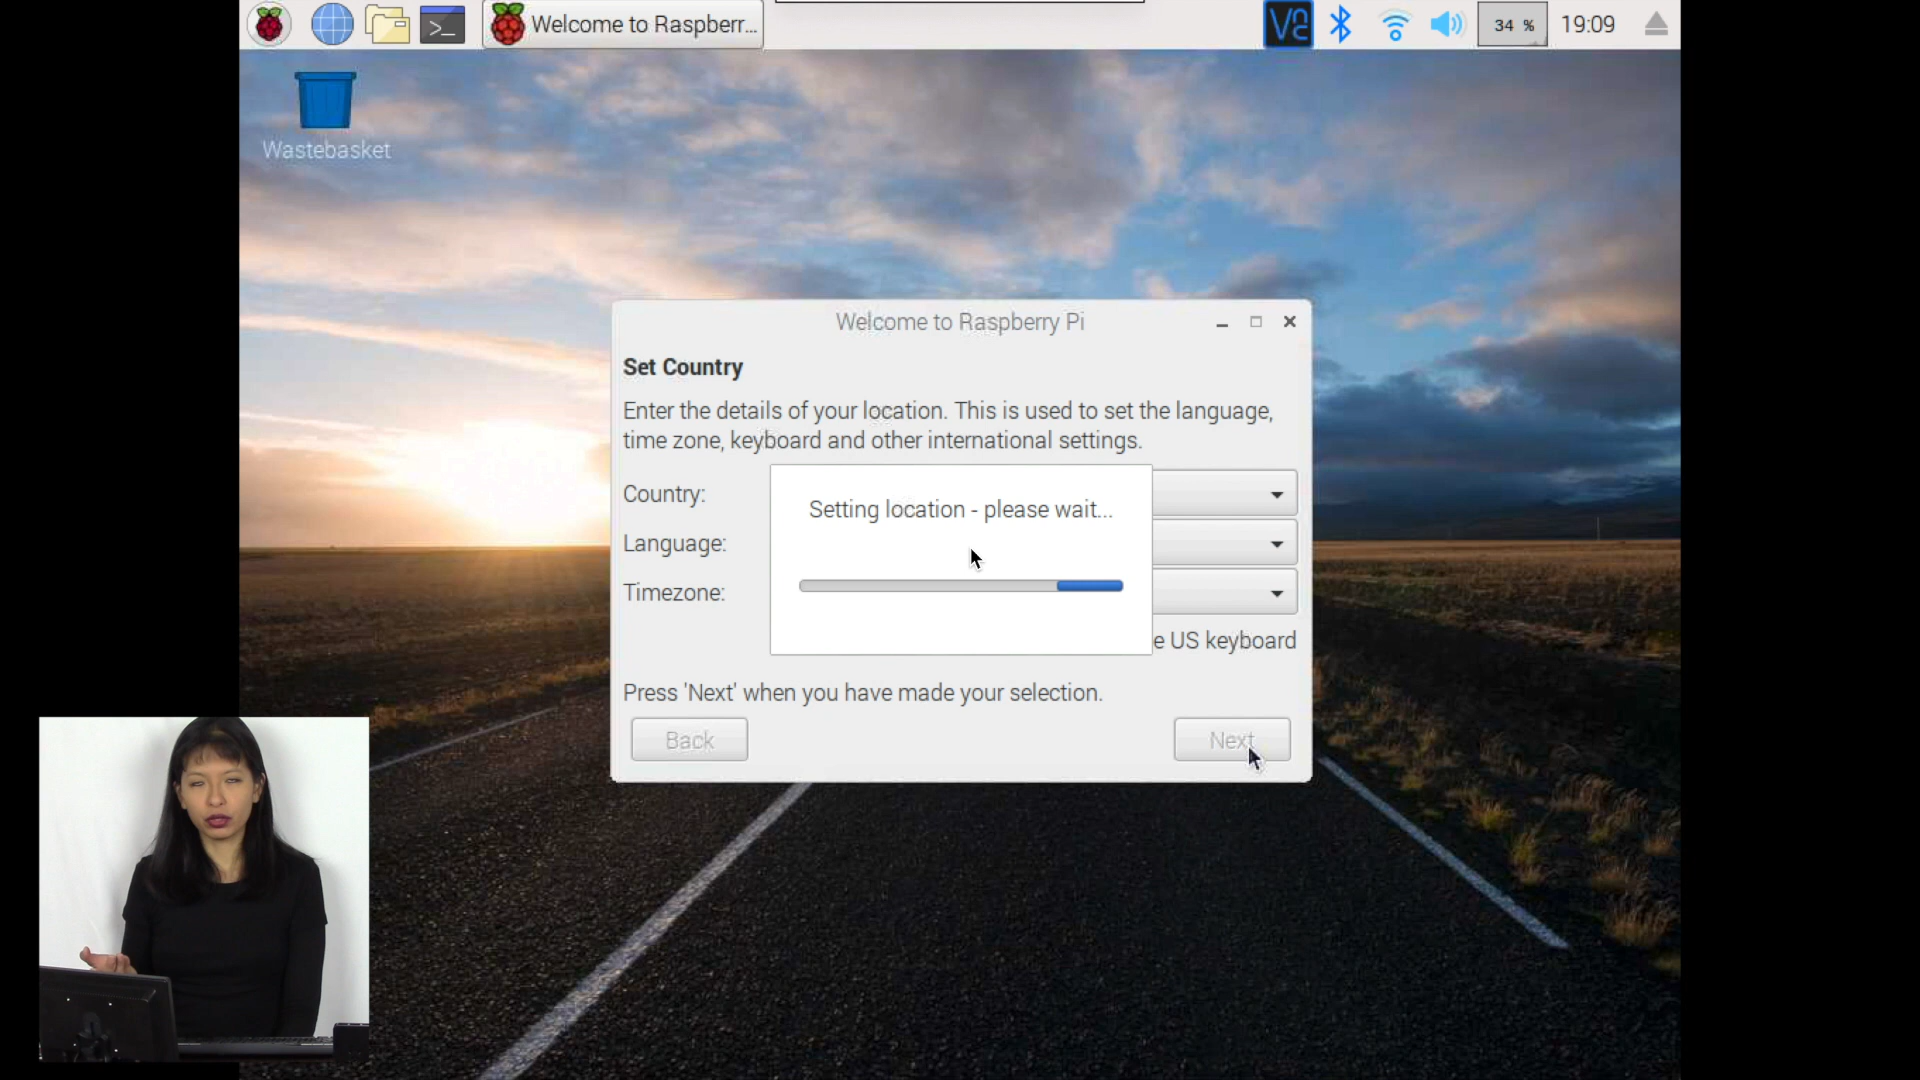 Welcome to Raspberr...
VQ
34 %
19:09
Wastebasket
Welcome to Raspberry Pi
Set Country
Enter the details of your location. This is used to set the language,
time zone, keyboard and other international settings.
Country:
Setting location - please wait...
Language:
Timezone:
e US keyboard
Press 'Next' when you have made your selection.
Back
Next